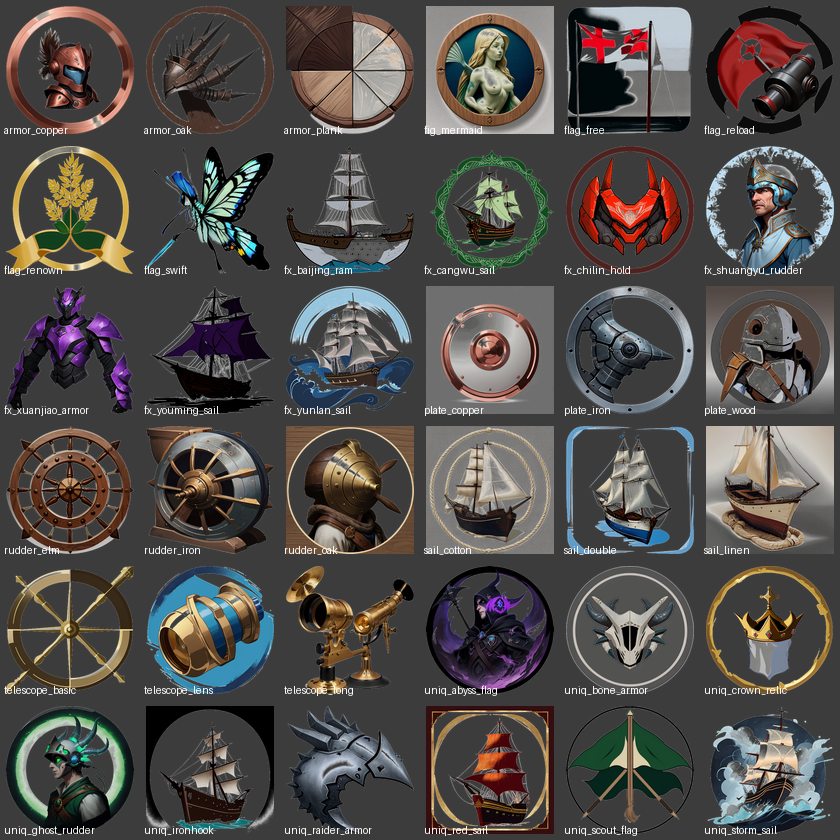 armor_copper
armor_oak
armor_plank
fig_mermaid
flag_free
flag_reload
flag_renown
flag_swift
fx_baijing_ram
fx_cangwu_sail
fx_chilin_hold
fx_shuangyu_rudder
fx_xuanjiao_armor
fx_youming_sail
fx_yunlan_sail
plate_copper
plate_iron
plate_wood
rudder_elm
rudder_iron
rudder_oak
sail_cotton
sail_double
sail_linen
telescope_basic
telescope_lens
telescope_long
uniq_abyss_flag
uniq_bone_armor
uniq_crown_relic
uniq_ghost_rudder
uniq_ironhook
uniq_raider_armor
uniq_red_sail
uniq_scout_flag
uniq_storm_sail